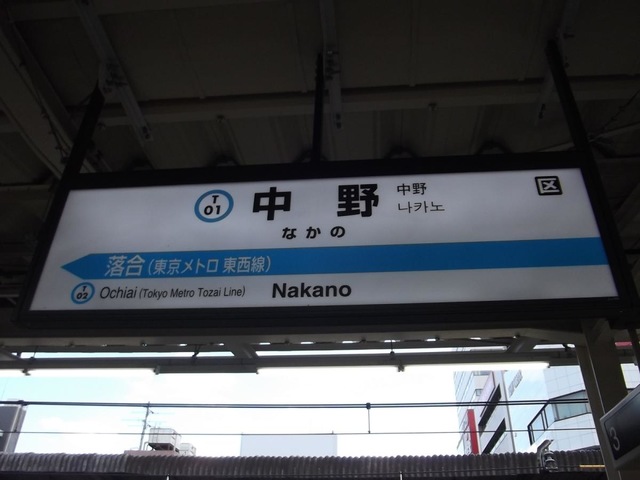 T
01
中野
中野
나카노
区
なかの
落合(東京メトロ 東西線)
T
02
Ochiai (Tokyo Metro Tozai Line)
Nakano
3